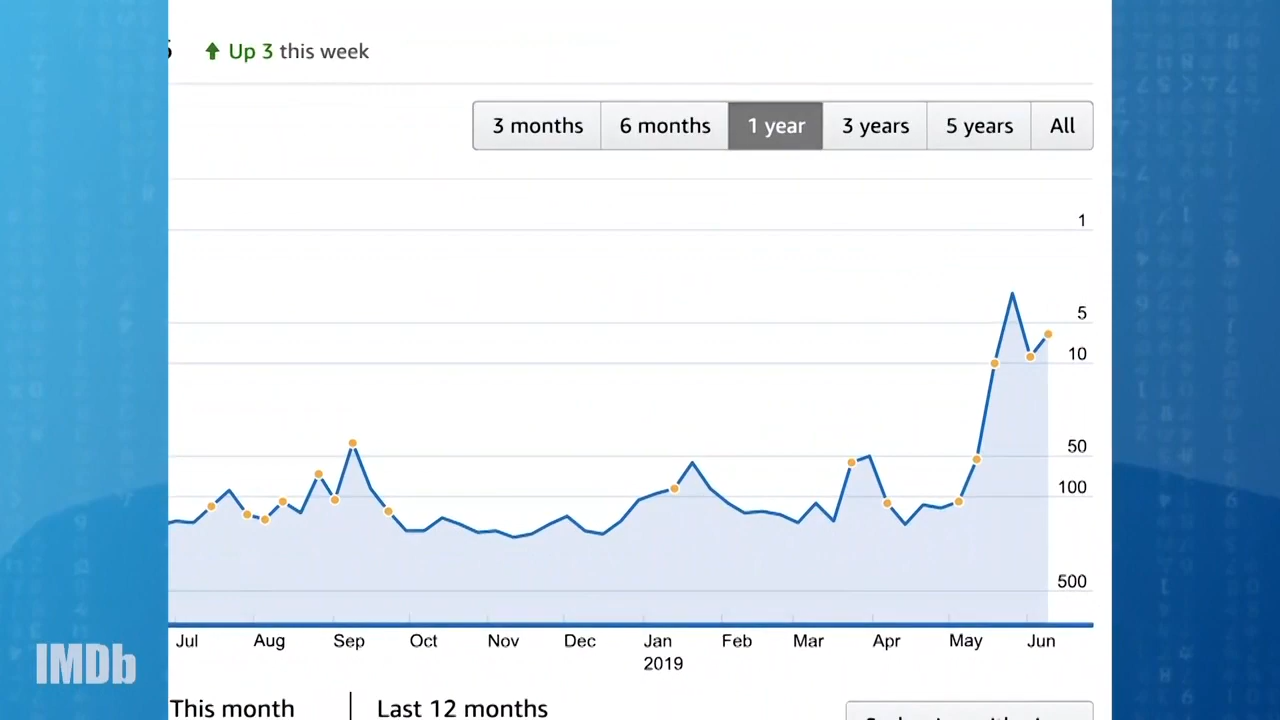 Up 3 this week
3 months 6 months 1 year 3 years 5 years All
1
5
10
50
100
500
Jul Aug Sep Oct Nov Dec Jan Feb Mar Apr May Jun
2019
IMDb
This month Last 12 months